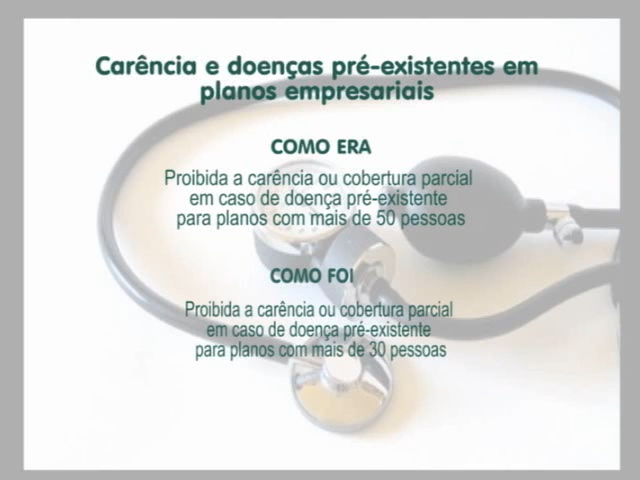 Carência e doenças pré-existentes em
planos empresariais
COMO ERA
Proibida a carência ou cobertura parcial
em caso de doença pré-existente
para planos com mais de 50 pessoas
COMO FOI
Proibida a carência ou cobertura parcial
em caso de doença pré-existente
para planos com mais de 30 pessoas